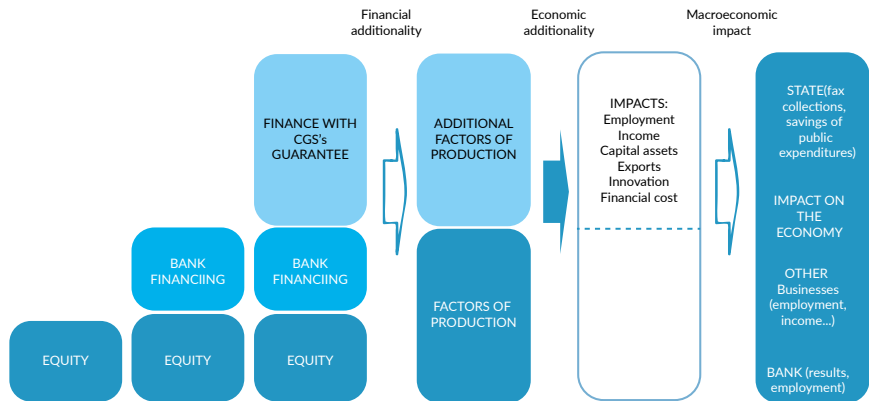 Financial
additionality
Economic
additionality
Macroeconomic
impact
FINANCE WITH
CGS's
GUARANTEE
ADDITIONAL
FACTORS OF
PRODUCTION
IMPACTS:
Employment
Income
Capital assets
Exports
Innovation
Financial cost
STATE(fax
collections,
savings of
public
expenditures)
IMPACT ON
THE
ECONOMY
OTHER
Businesses
(employment,
income...)
BANK (results,
employment)
BANK
FINANCIING
BANK
FINANCIING
FACTORS OF
PRODUCTION
EQUITY
EQUITY
EQUITY